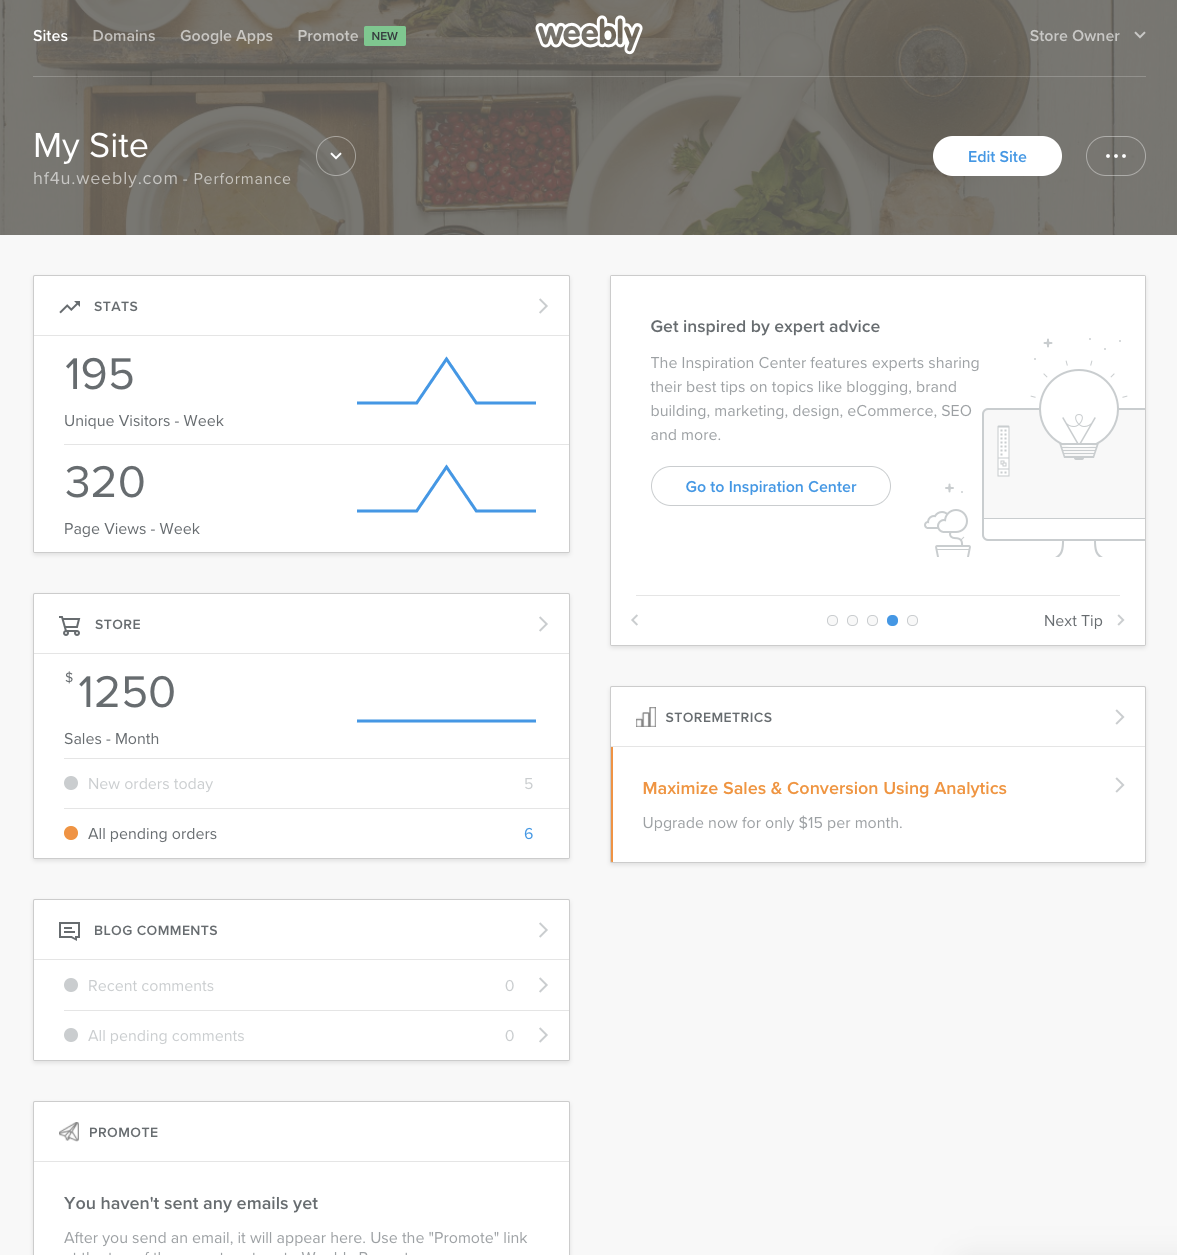 Sites Domains Google Apps Promote NEW weebly Store Owner
My Site
hf4u.weebly.com - Performance
Edit Site
STATS
195
Unique Visitors - Week
320
Page Views - Week
STORE
$1250
Sales - Month
New orders today 5
All pending orders 6
BLOG COMMENTS
Recent comments 0
All pending comments 0
PROMOTE
You haven't sent any emails yet
After you send an email, it will appear here. Use the "Promote" link
Get inspired by expert advice
The Inspiration Center features experts sharing
their best tips on topics like blogging, brand
building, marketing, design, eCommerce, SEO
and more.
Go to Inspiration Center
Next Tip
STOREMETRICS
Maximize Sales & Conversion Using Analytics
Upgrade now for only $15 per month.